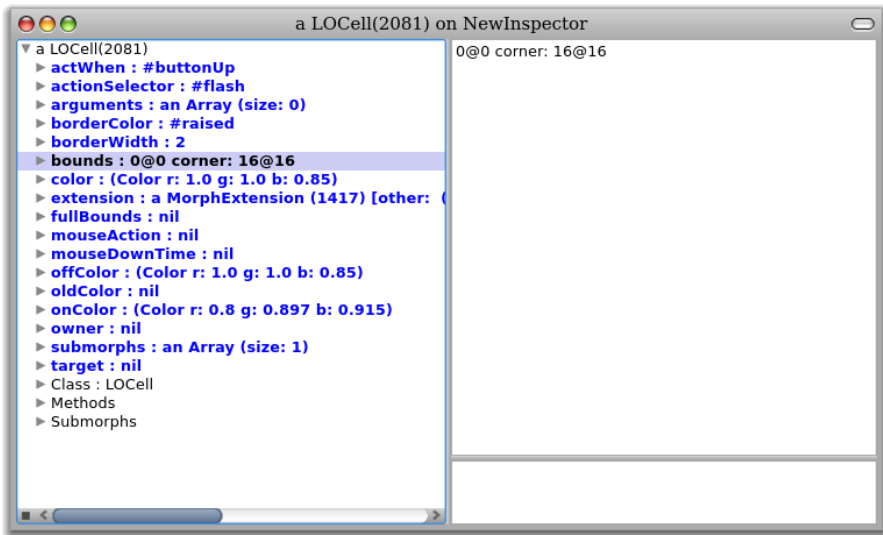 a LOCell(2081) on NewInspector
a LOCell(2081)
actWhen : #buttonUp
actionSelector : #flash
arguments : an Array (size: 0)
borderColor : #raised
borderWidth : 2
bounds : 0@0 corner: 16@16
color : (Color r: 1.0 g: 1.0 b: 0.85)
extension : a MorphExtension (1417) [other:  (
fullBounds : nil
mouseAction : nil
mouseDownTime : nil
offColor : (Color r: 1.0 g: 1.0 b: 0.85)
oldColor : nil
onColor : (Color r: 0.8 g: 0.897 b: 0.915)
owner : nil
submorphs : an Array (size: 1)
target : nil
Class : LOCell
Methods
Submorphs
0@0 corner: 16@16